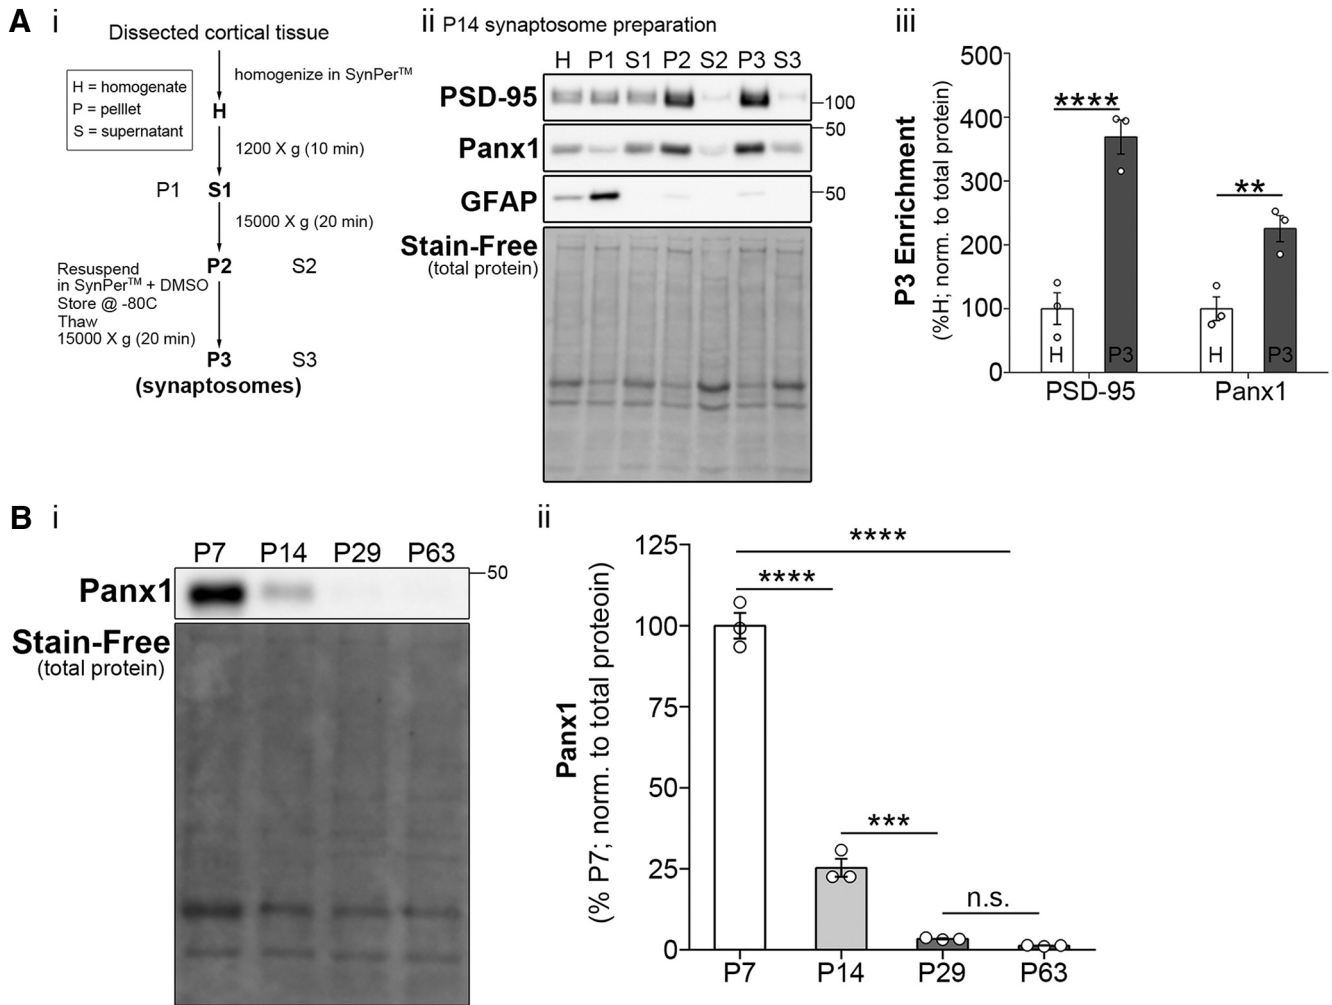 A i
Dissected cortical tissue
homogenize in SynPer™
H = homogenate
P = pelllet
S = supernatant
H
1200 X g (10 min)
P1 S1
15000 X g (20 min)
P2 S2
Resuspend
in SynPer™ + DMSO
Store @ -80C
Thaw
15000 X g (20 min)
P3 S3
(synaptosomes)
ii P14 synaptosome preparation
H P1 S1 P2 S2 P3 S3
PSD-95
100
50
Panx1
50
GFAP
Stain-Free
(total protein)
iii
P3 Enrichment
(%H; norm. to total protein)
500
400
300
200
100
0
****
**
H P3 H P3
PSD-95 Panx1
B i
P7 P14 P29 P63
50
Panx1
Stain-Free
(total protein)
ii
Panx1
(% P7; norm. to total proteoin)
125
100
75
50
25
0
****
****
***
n.s.
P7 P14 P29 P63